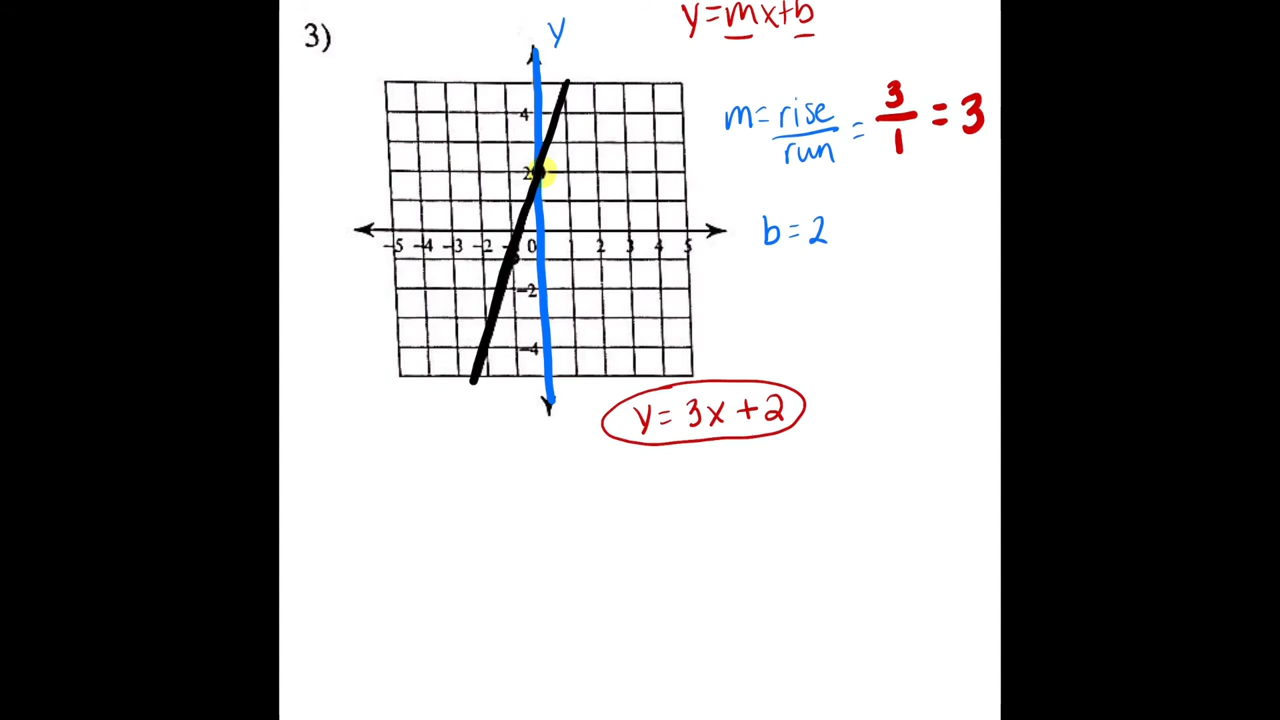 3)
y
y=mx+b
4
m= rise/run = 3/1 = 3
2
b=2
-5 -4 -3 -2 0 1 2 3 4 5
-2
-4
y= 3x+2